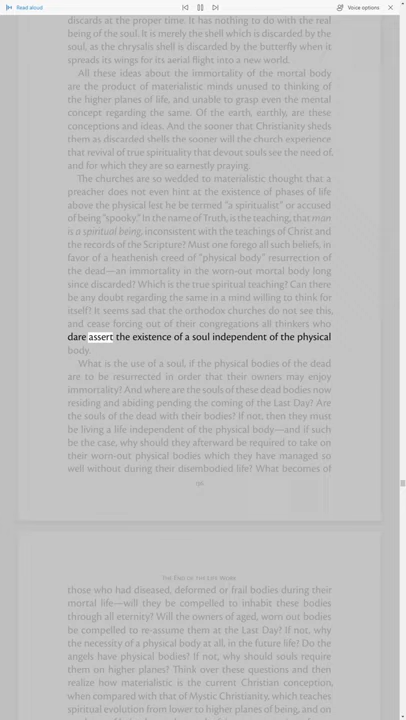 Read aloud
Voice options
discards at the proper time. It has nothing to do with the real
being of the soul. It is merely the shell which is discarded by the
soul, as the chrysalis shell is discarded by the butterfly when it
spreads its wings for its aerial flight into a new world.
All these ideas about the immortality of the mortal body
are the product of materialistic minds unused to thinking of
the higher planes of life, and unable to grasp even the mental
concept regarding the same. Of the earth, earthly, are these
conceptions and ideas. And the sooner that Christianity sheds
them as discarded shells the sooner will the church experience
that revival of true spirituality that devout souls see the need of,
and for which they are so earnestly praying.
The churches are so wedded to materialistic thought that a
preacher does not even hint at the existence of phases of life
above the physical lest he be termed "a spiritualist" or accused
of being "spooky." In the name of Truth, is the teaching, that man
is a spiritual being, inconsistent with the teachings of Christ and
the records of the Scripture? Must one forego all such beliefs, in
favor of a heathenish creed of "physical body" resurrection of
the dead—an immortality in the worn-out mortal body long
since discarded? Which is the true spiritual teaching? Can there
be any doubt regarding the same in a mind willing to think for
itself? It seems sad that the orthodox churches do not see this,
and cease forcing out of their congregations all thinkers who
dare assert the existence of a soul independent of the physical
body.
What is the use of a soul, if the physical bodies of the dead
are to be resurrected in order that their owners may enjoy
immortality? And where are the souls of these dead bodies now
residing and abiding pending the coming of the Last Day? Are
the souls of the dead with their bodies? If not, then they must
be living a life independent of the physical body—and if such
be the case, why should they afterward be required to take on
their worn-out physical bodies which they have managed so
well without during their disembodied life? What becomes of
The End of the Life Work
those who had diseased, deformed or frail bodies during their
mortal life—will they be compelled to inhabit these bodies
through all eternity? Will the owners of aged, worn out bodies
be compelled to re-assume them at the Last Day? If not, why
the necessity of a physical body at all, in the future life? Do the
angels have physical bodies? If not, why should souls require
them on higher planes? Think over these questions and then
realize how materialistic is the current Christian conception,
when compared with that of Mystic Christianity, which teaches
spiritual evolution from lower to higher planes of being, and on